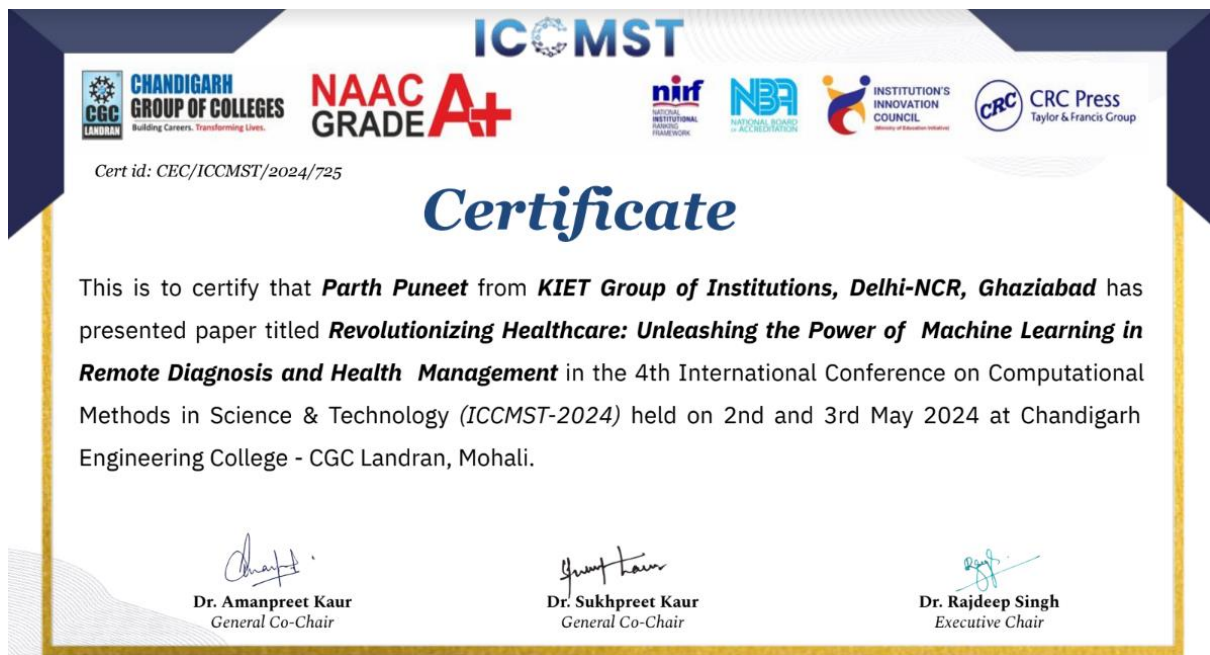 ICCMST
CGC
LANDRAN
CHANDIGARH
GROUP OF COLLEGES
Building Careers. Transforming Lives.
NAAC
GRADE A+
nirf
NATIONAL
INSTITUTIONAL
RANKING
FRAMEWORK
NBA
NATIONAL BOARD
of ACCREDITATION
INSTITUTION'S
INNOVATION
COUNCIL
(Ministry of Education Initiative)
CRC
CRC Press
Taylor & Francis Group
Cert id: CEC/ICCMST/2024/725
Certificate
This is to certify that Parth Puneet from KIET Group of Institutions, Delhi-NCR, Ghaziabad has
presented paper titled Revolutionizing Healthcare: Unleashing the Power of Machine Learning in
Remote Diagnosis and Health Management in the 4th International Conference on Computational
Methods in Science & Technology (ICCMST-2024) held on 2nd and 3rd May 2024 at Chandigarh
Engineering College - CGC Landran, Mohali.
Dr. Amanpreet Kaur
General Co-Chair
Dr. Sukhpreet Kaur
General Co-Chair
Dr. Rajdeep Singh
Executive Chair